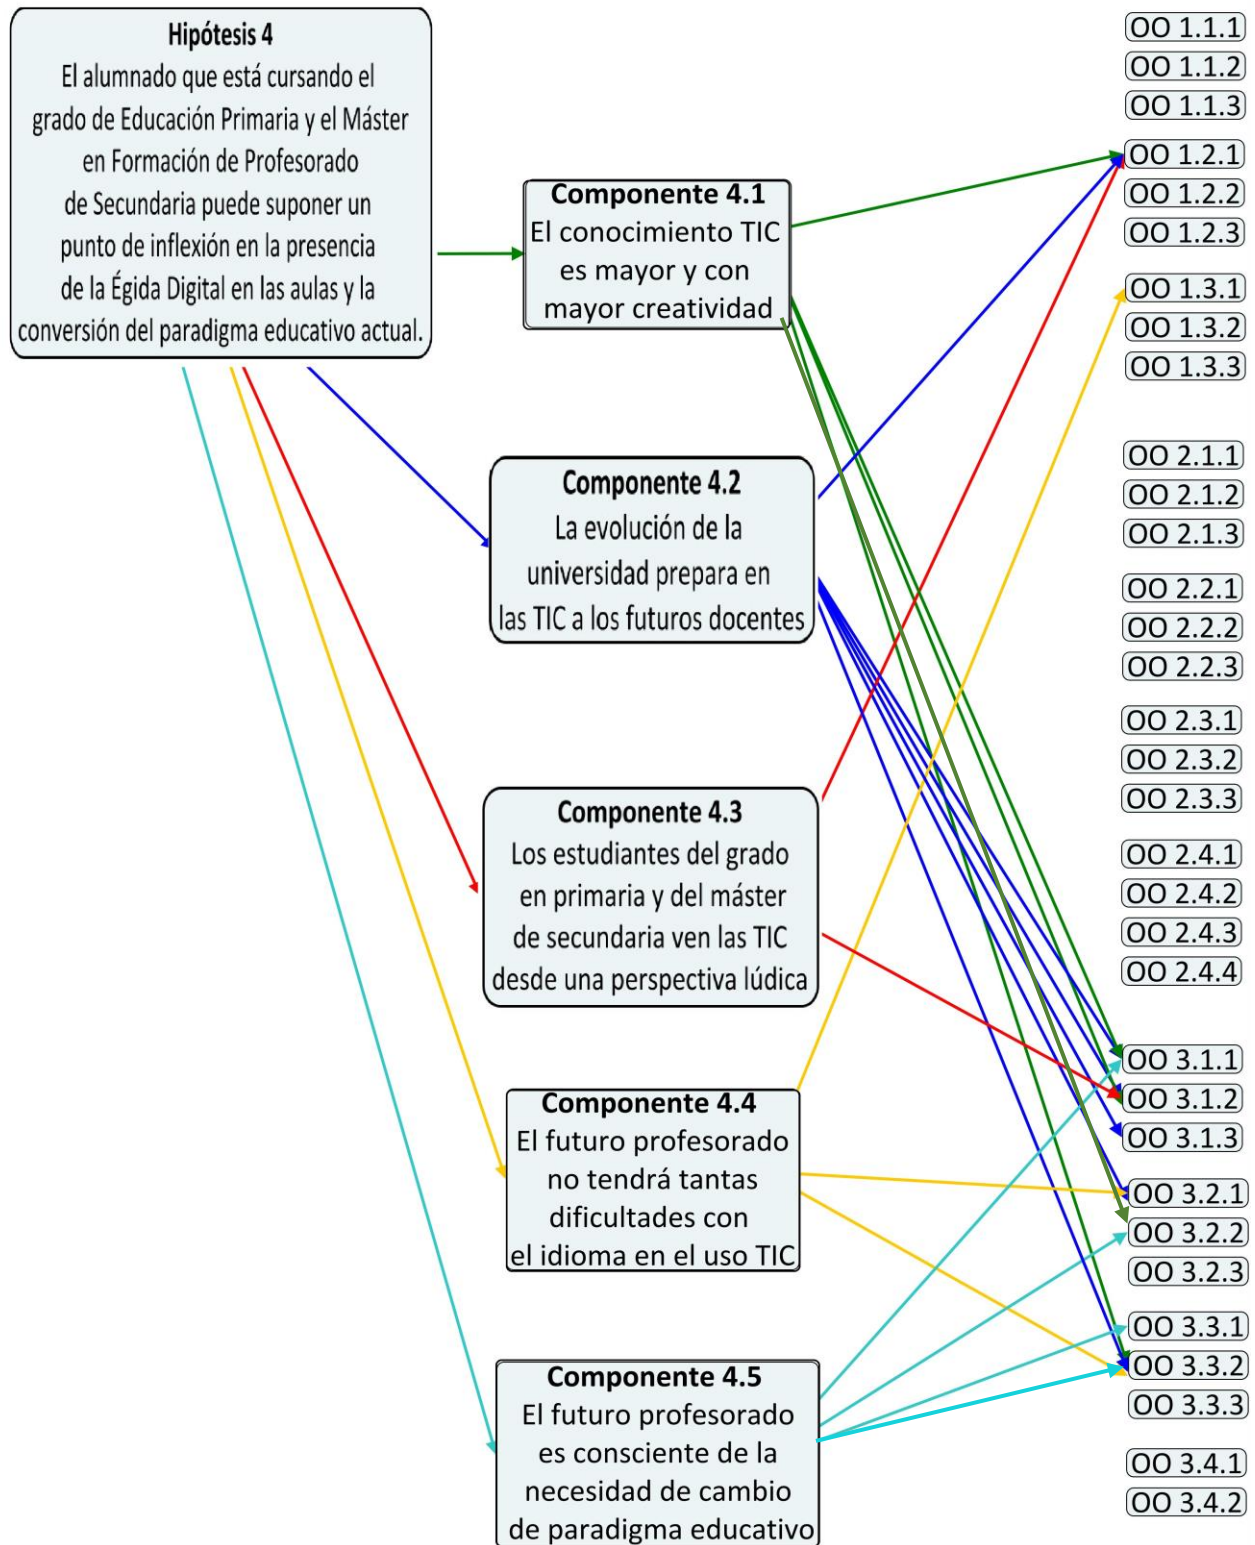 Hipótesis 4
El alumnado que está cursando el
grado de Educación Primaria y el Máster
en Formación de Profesorado
de Secundaria puede suponer un
punto de inflexión en la presencia
de la Égida Digital en las aulas y la
conversión del paradigma educativo actual.
Componente 4.1
El conocimiento TIC
es mayor y con
mayor creatividad
Componente 4.2
La evolución de la
universidad prepara en
las TIC a los futuros docentes
Componente 4.3
Los estudiantes del grado
en primaria y del máster
de secundaria ven las TIC
desde una perspectiva lúdica
Componente 4.4
El futuro profesorado
no tendrá tantas
dificultades con
el idioma en el uso TIC
Componente 4.5
El futuro profesorado
es consciente de la
necesidad de cambio
de paradigma educativo
OO 1.1.1
OO 1.1.2
OO 1.1.3
OO 1.2.1
OO 1.2.2
OO 1.2.3
OO 1.3.1
OO 1.3.2
OO 1.3.3
OO 2.1.1
OO 2.1.2
OO 2.1.3
OO 2.2.1
OO 2.2.2
OO 2.2.3
OO 2.3.1
OO 2.3.2
OO 2.3.3
OO 2.4.1
OO 2.4.2
OO 2.4.3
OO 2.4.4
OO 3.1.1
OO 3.1.2
OO 3.1.3
OO 3.2.1
OO 3.2.2
OO 3.2.3
OO 3.3.1
OO 3.3.2
OO 3.3.3
OO 3.4.1
OO 3.4.2